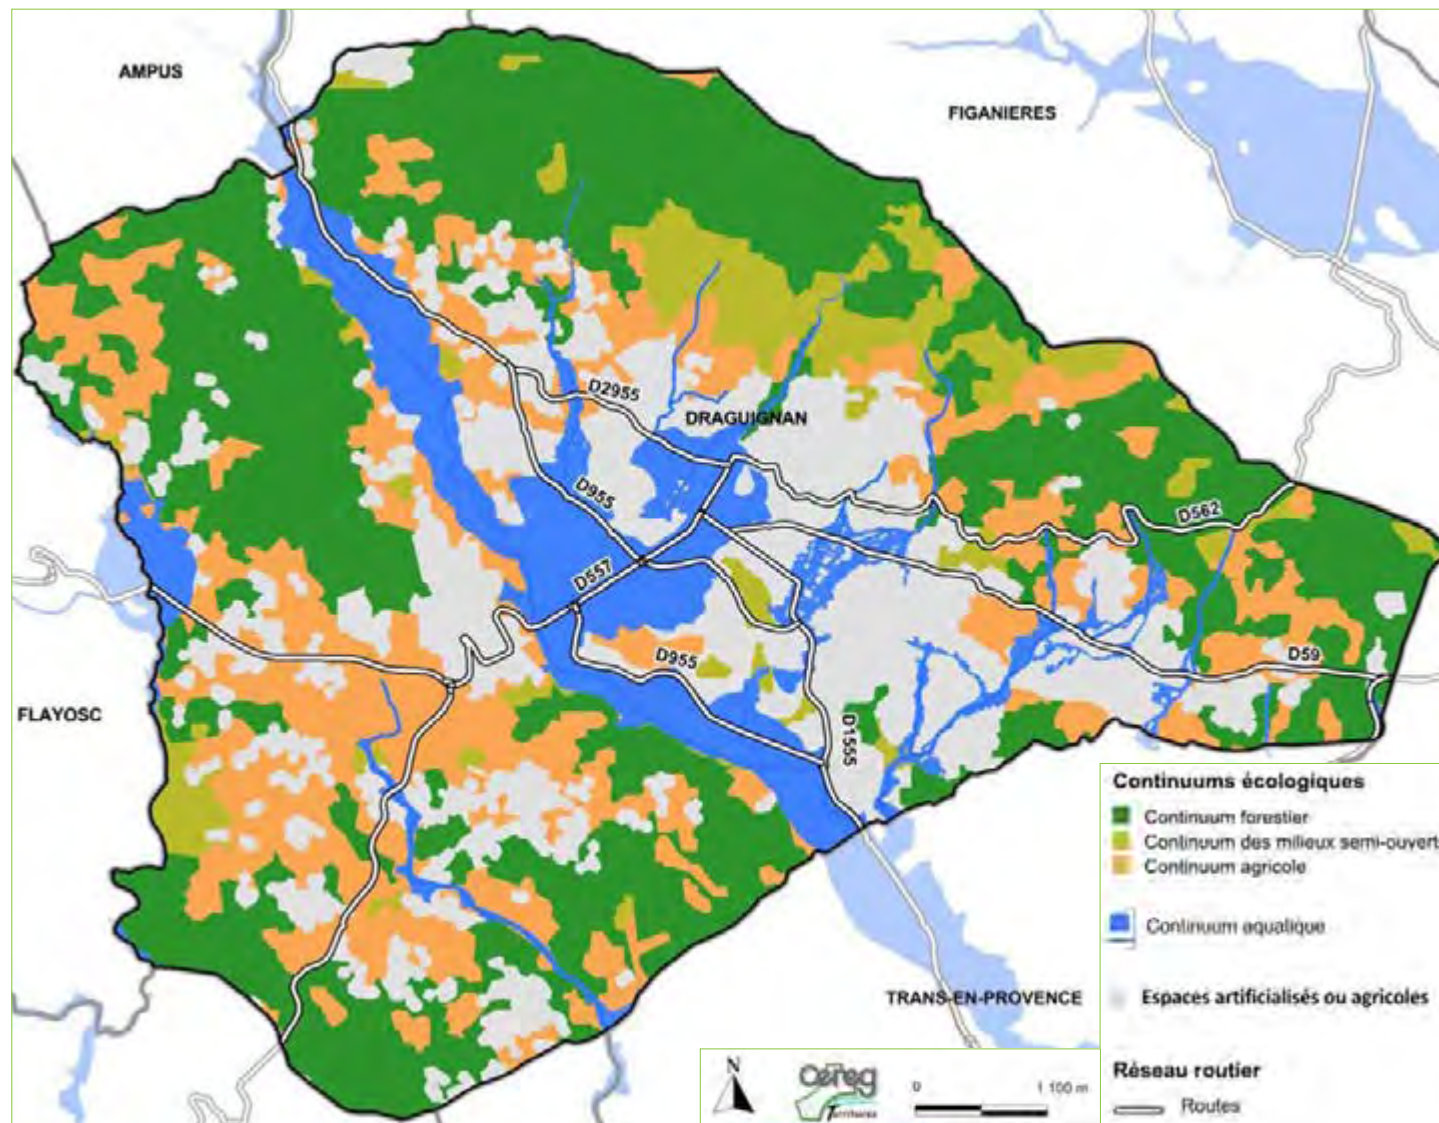 AMPUS
FIGANIERES
D2955
DRAGUIGNAN
D955
D562
D557
D955
D59
FLAYOSC
D1555
TRANS-EN-PROVENCE
Continuums écologiques
Continuum forestier
Continuum des milieux semi-ouvert
Continuum agricole
Continuum aquatique
Espaces artificialisés ou agricoles
Réseau routier
Routes
N
Cereg
Territoires
0 1 100 m